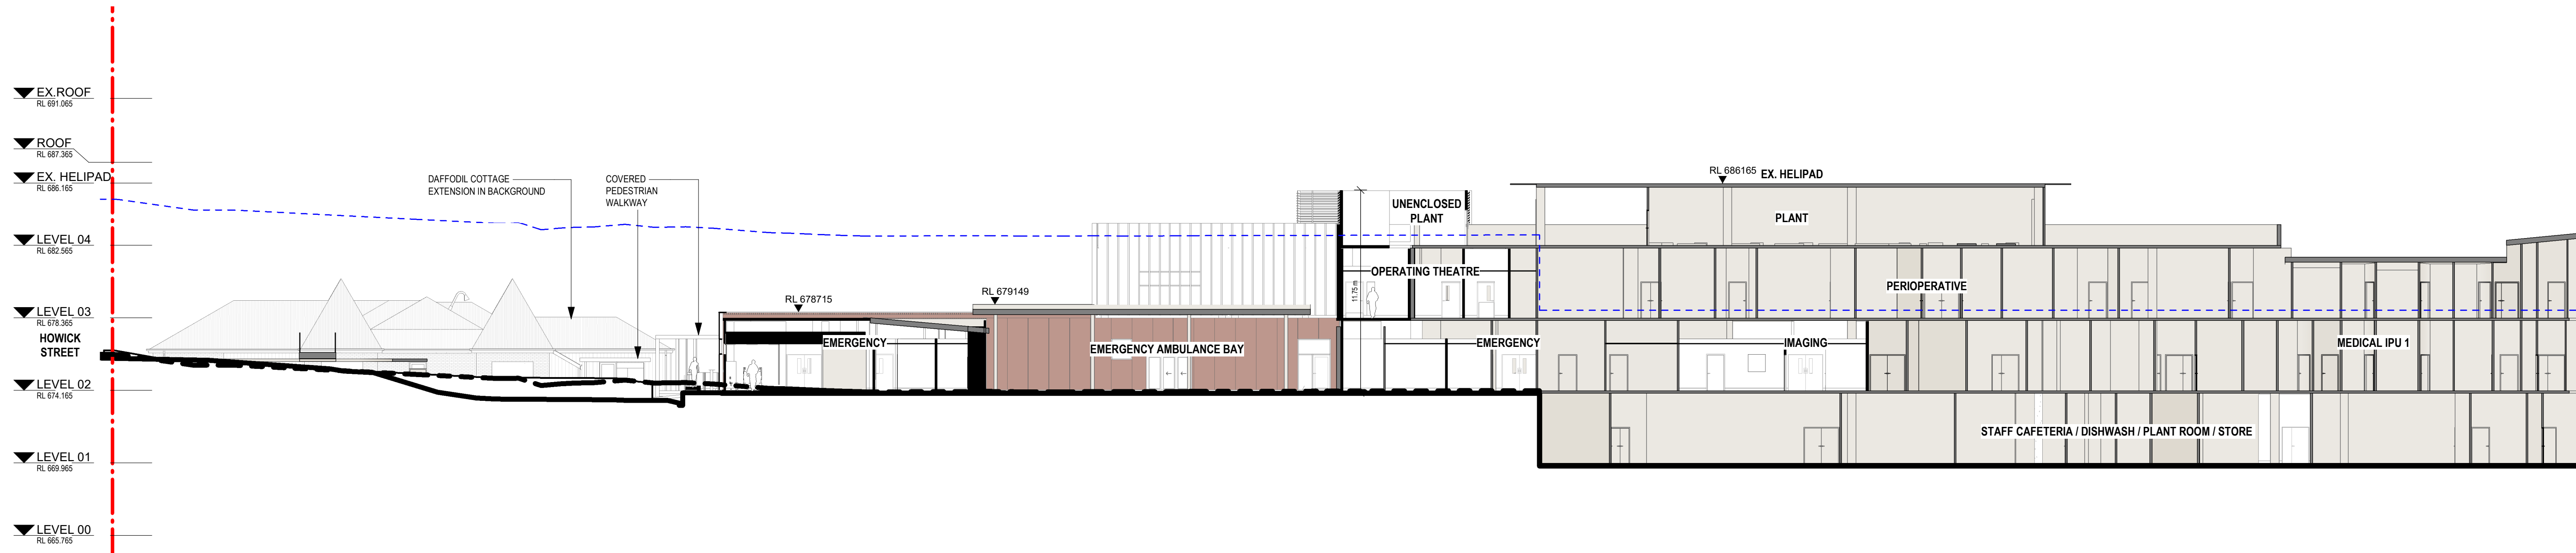 EX.ROOF
RL 691.065
ROOF
RL 687.365
EX. HELIPAD
RL 686.165
LEVEL 04
RL 682.565
LEVEL 03
RL 678.365
HOWICK
STREET
LEVEL 02
RL 674.165
LEVEL 01
RL 669.965
LEVEL 00
RL 665.765
DAFFODIL COTTAGE
EXTENSION IN BACKGROUND
COVERED
PEDESTRIAN
WALKWAY
RL 678715
RL 679149
EMERGENCY
EMERGENCY AMBULANCE BAY
UNENCLOSED
PLANT
11.75 m
OPERATING THEATRE
EMERGENCY
IMAGING
RL 686165
EX. HELIPAD
PLANT
PERIOPERATIVE
MEDICAL IPU 1
STAFF CAFETERIA / DISHWASH / PLANT ROOM / STORE